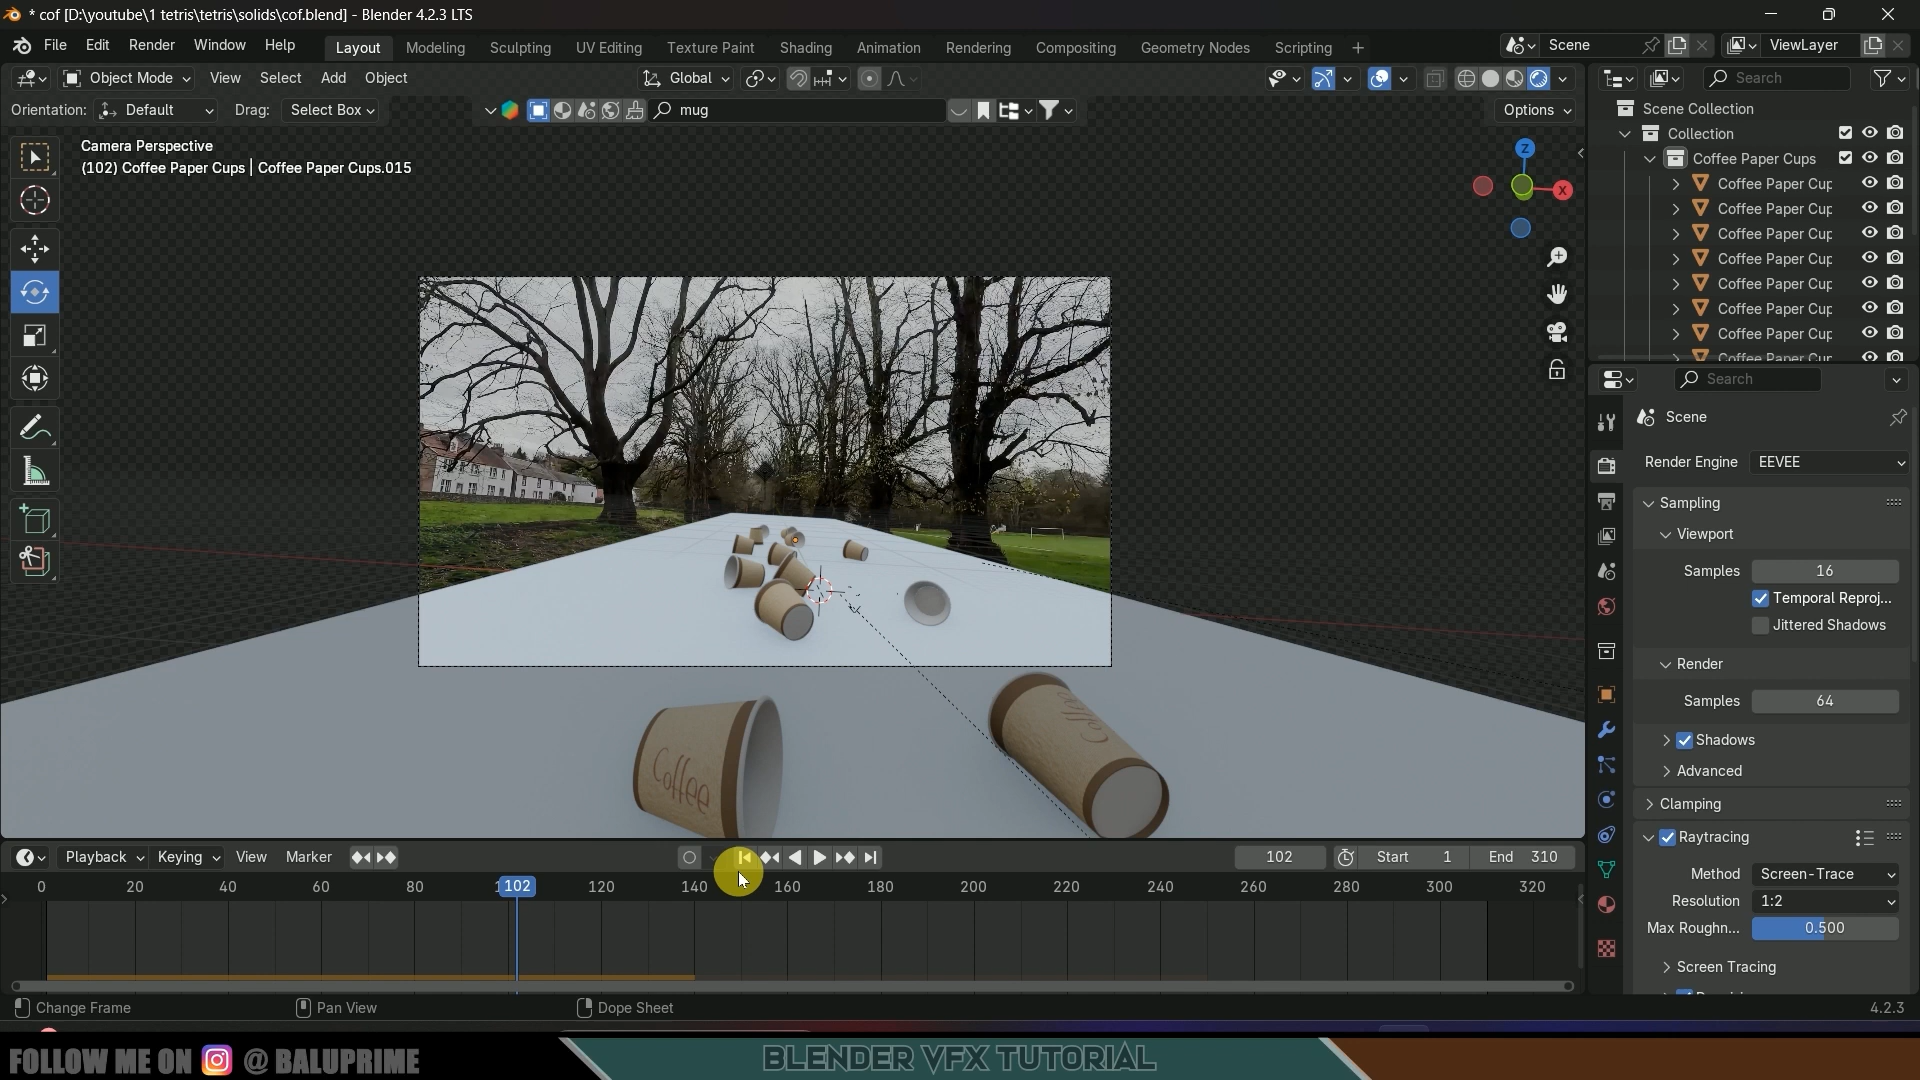 * cof [D:\youtube\1 tetris\tetris\solids\cof.blend] - Blender 4.2.3 LTS
File Edit Render Window Help Layout Modeling Sculpting UV Editing Texture Paint Shading Animation Rendering Compositing Geometry Nodes Scripting + Scene ViewLayer
Object Mode View Select Add Object Global Search
Orientation: Default Drag: Select Box mug Options
Camera Perspective
(102) Coffee Paper Cups | Coffee Paper Cups.015
Z
X
Scene Collection
Collection
Coffee Paper Cups
Coffee Paper Cup
Coffee Paper Cup
Coffee Paper Cup
Coffee Paper Cup
Coffee Paper Cup
Coffee Paper Cup
Coffee Paper Cup
Coffee Paper Cup
Search
Scene
Render Engine EEVEE
Sampling
Viewport
Samples 16
Temporal Reproj...
Jittered Shadows
Render
Samples 64
Shadows
Advanced
Clamping
Raytracing
Method Screen-Trace
Resolution 1:2
Max Roughn... 0.500
Screen Tracing
Coffee
Coffee
Playback Keying View Marker 102 Start 1 End 310
0 20 40 60 80 102 120 140 160 180 200 220 240 260 280 300 320
Change Frame Pan View Dope Sheet 4.2.3
FOLLOW ME ON @ BALUPRIME BLENDER VFX TUTORIAL